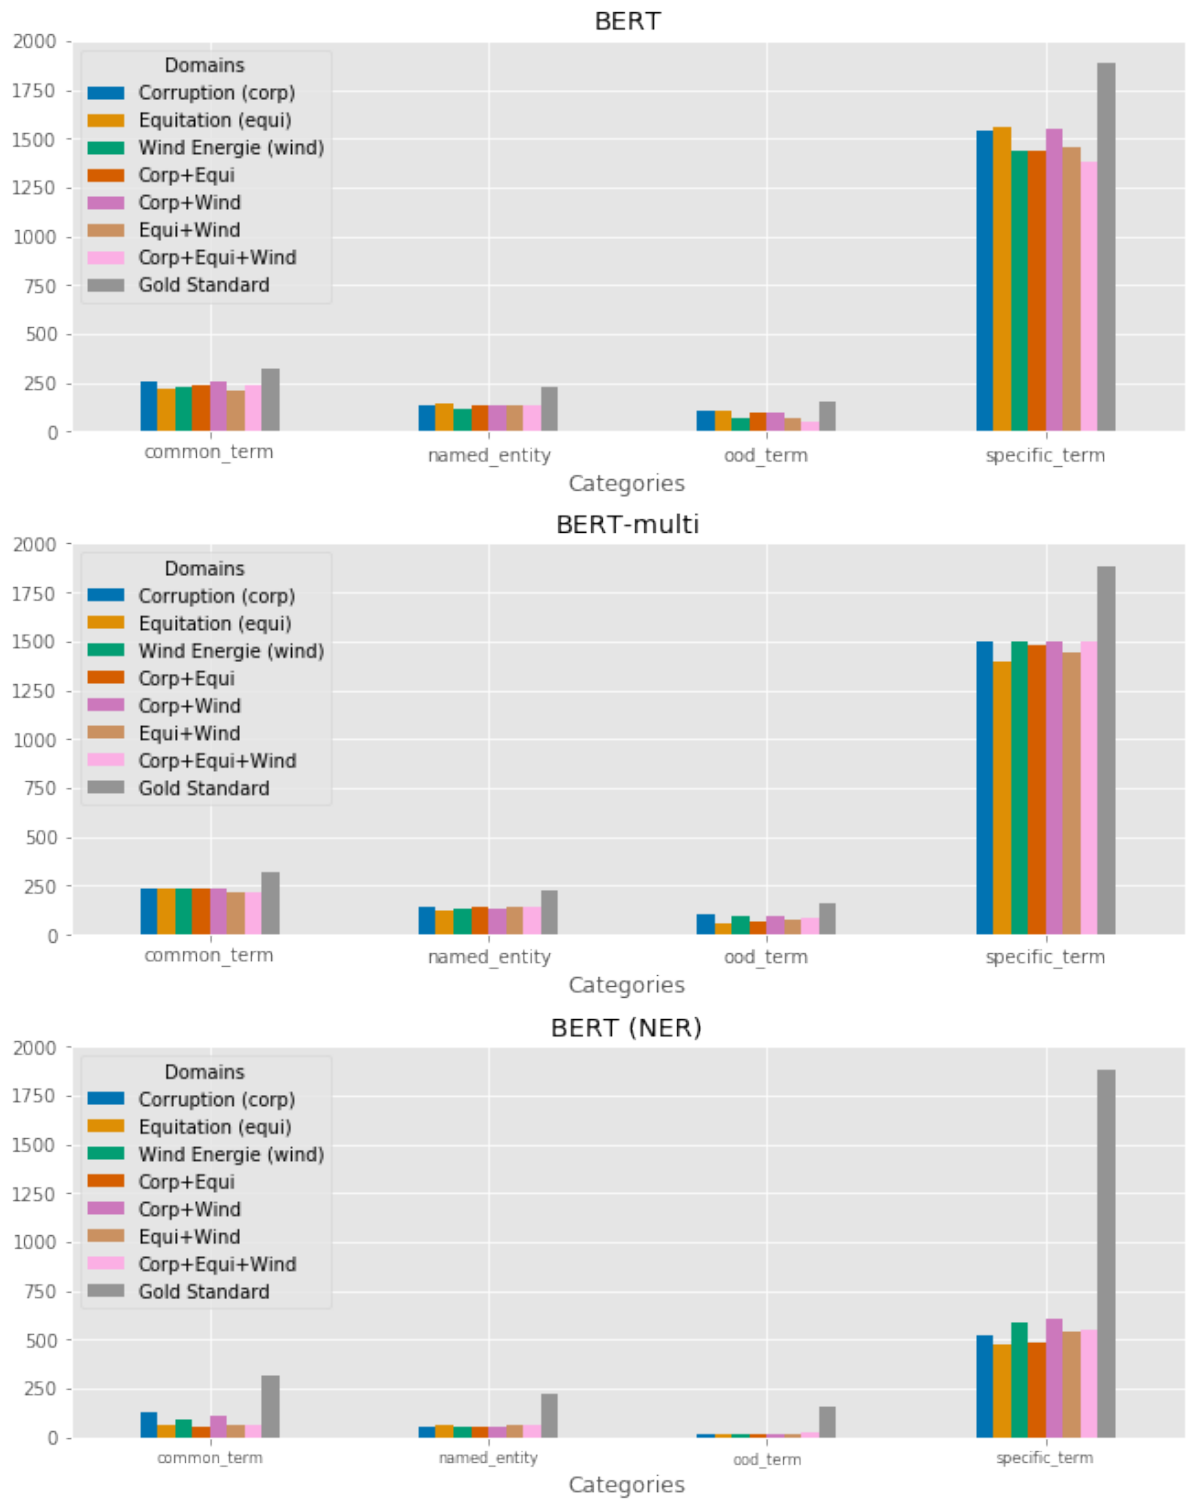 BERT
2000
1750
1500
1250
1000
750
500
250
0
Domains
Corruption (corp)
Equitation (equi)
Wind Energie (wind)
Corp+Equi
Corp+Wind
Equi+Wind
Corp+Equi+Wind
Gold Standard
common_term named_entity ood_term specific_term
Categories
BERT-multi
2000
1750
1500
1250
1000
750
500
250
0
Domains
Corruption (corp)
Equitation (equi)
Wind Energie (wind)
Corp+Equi
Corp+Wind
Equi+Wind
Corp+Equi+Wind
Gold Standard
common_term named_entity ood_term specific_term
Categories
BERT (NER)
2000
1750
1500
1250
1000
750
500
250
0
Domains
Corruption (corp)
Equitation (equi)
Wind Energie (wind)
Corp+Equi
Corp+Wind
Equi+Wind
Corp+Equi+Wind
Gold Standard
common_term named_entity ood_term specific_term
Categories